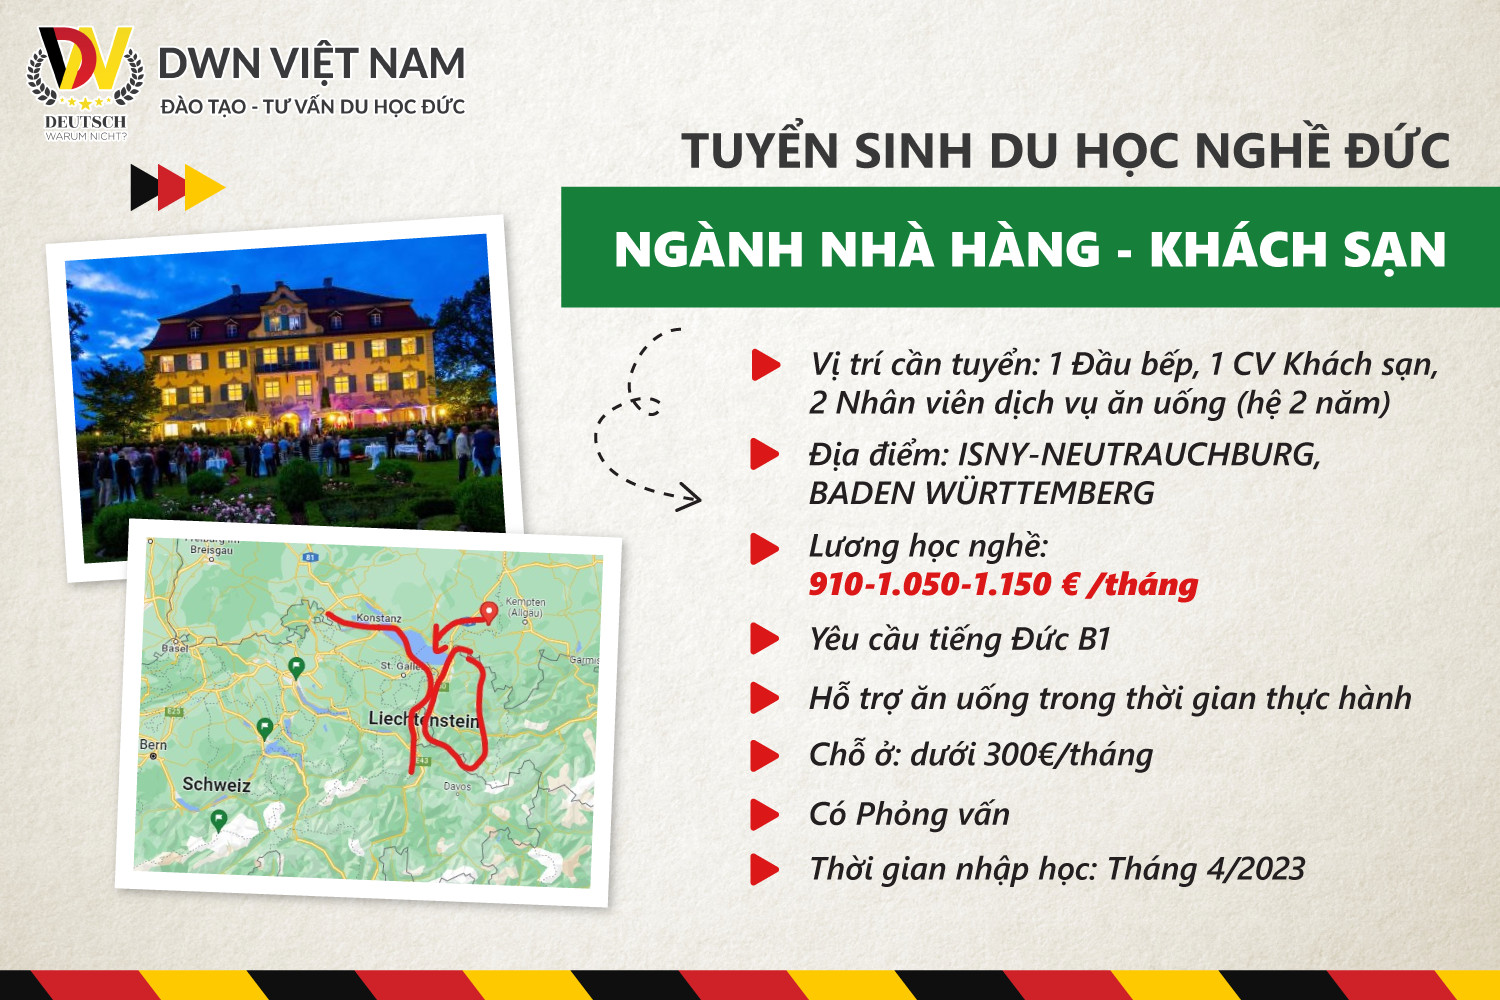 DWN VIỆT NAM
ĐÀO TẠO - TƯ VẤN DU HỌC ĐỨC
DEUTSCH
WARUM NICHT?
TUYỂN SINH DU HỌC NGHỀ ĐỨC
NGÀNH NHÀ HÀNG - KHÁCH SẠN
Vị trí cần tuyển: 1 Đầu bếp, 1 CV Khách sạn,
2 Nhân viên dịch vụ ăn uống (hệ 2 năm)
Địa điểm: ISNY-NEUTRAUCHBURG,
BADEN WÜRTTEMBERG
Lương học nghề:
910-1.050-1.150 € /tháng
Yêu cầu tiếng Đức B1
Hỗ trợ ăn uống trong thời gian thực hành
Chỗ ở: dưới 300€/tháng
Có Phỏng vấn
Thời gian nhập học: Tháng 4/2023
Breisgau
81
Konstanz
Kempten
(Allgäu)
Basel
St. Galle
Garmis
Liechtenstein
Bern
E43
Schweiz
Davos